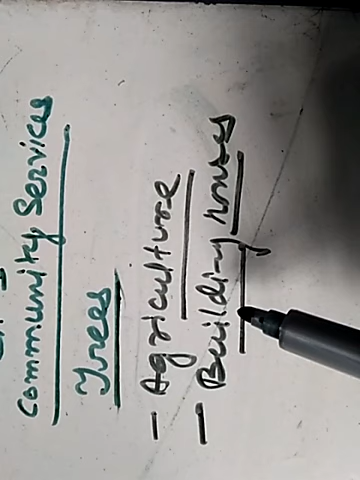 Community Services
Trees
- Agriculture
- Building houses